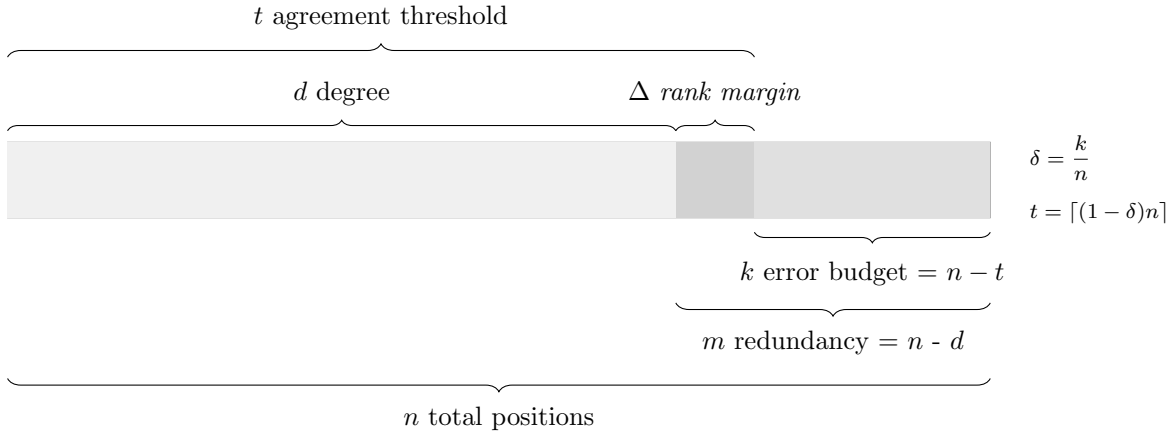 t agreement threshold
d degree
Δ rank margin
δ = k/n
t = ⌈(1 − δ)n⌉
k error budget = n − t
m redundancy = n - d
n total positions